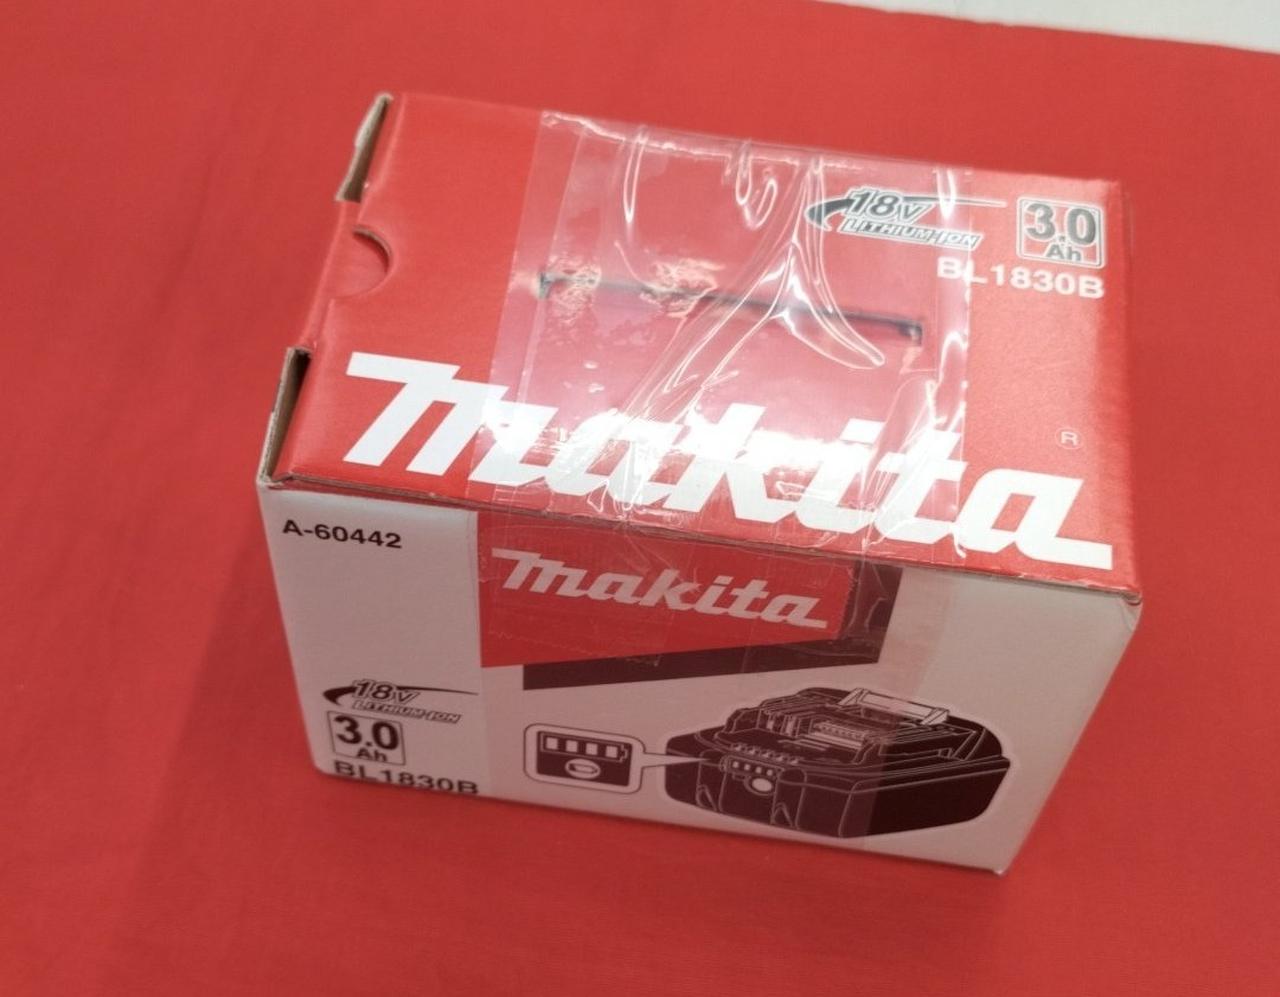 18V
LITHIUM-ION
3.0
Ah
BL1830B
makita
®
A-60442
makita
18V
LITHIUM-ION
3.0
Ah
BL1830B